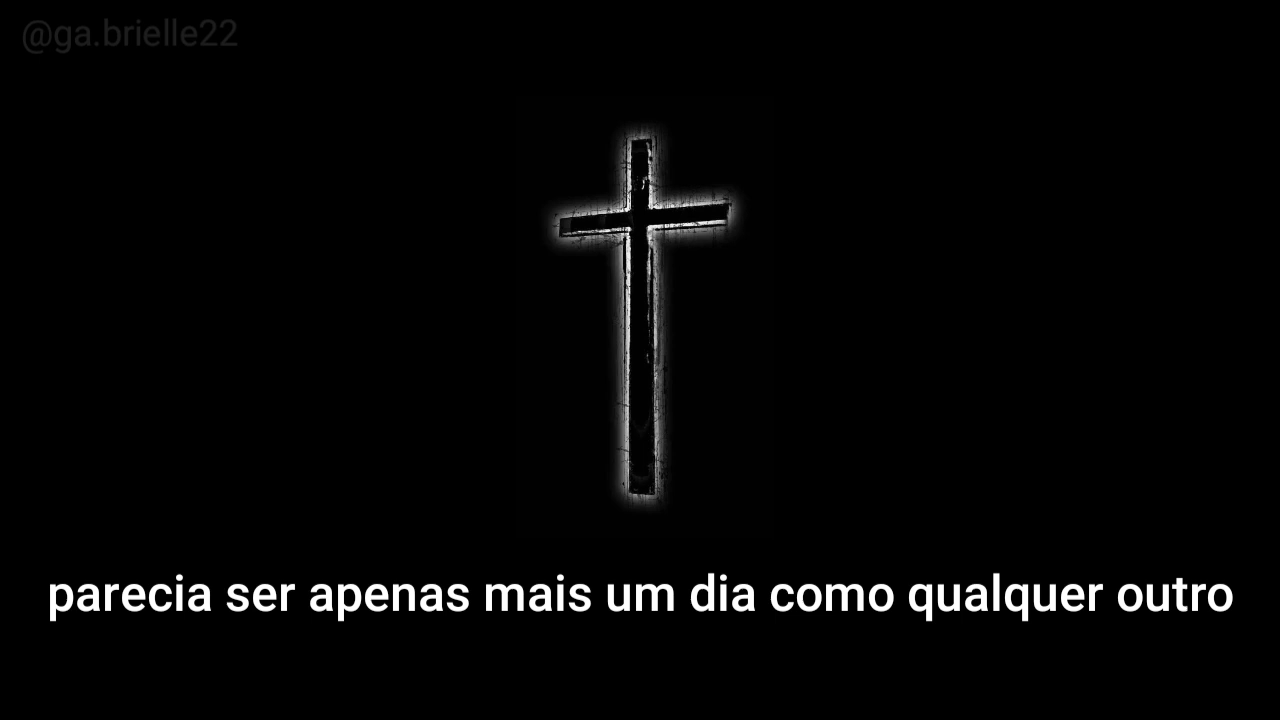 @ga.brielle22
parecia ser apenas mais um dia como qualquer outro